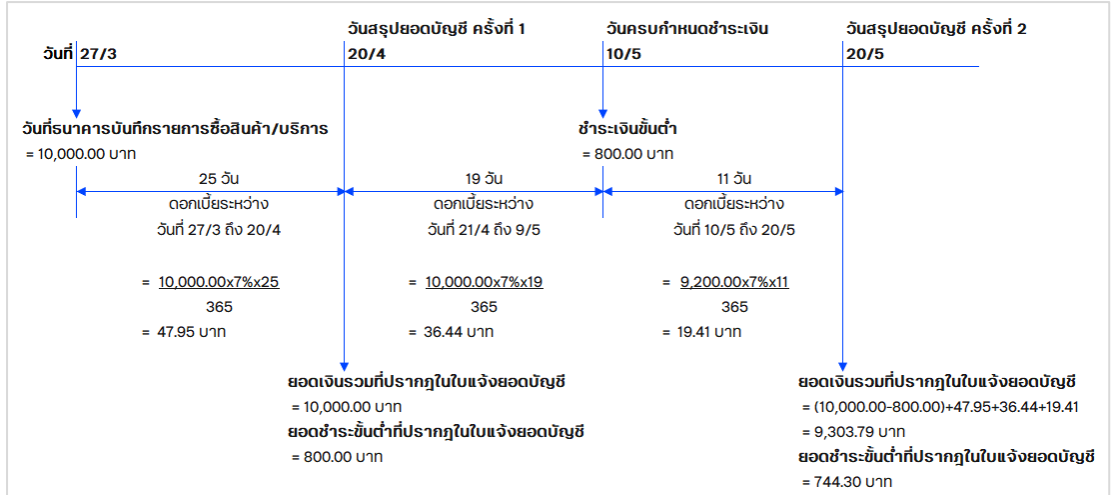 วันสรุปยอดบัญชี ครั้งที่ 1
วันครบกำหนดชำระเงิน
วันสรุปยอดบัญชี ครั้งที่ 2
วันที่ 27/3
20/4
10/5
20/5
วันที่ธนาคารบันทึกรายการซื้อสินค้า/บริการ
= 10,000.00 บาท
ชำระเงินขั้นต่ำ
= 800.00 บาท
25 วัน
ดอกเบี้ยระหว่าง
วันที่ 27/3 ถึง 20/4
= 10,000.00x7%x25
365
= 47.95 บาท
19 วัน
ดอกเบี้ยระหว่าง
วันที่ 21/4 ถึง 9/5
= 10,000.00x7%x19
365
= 36.44 บาท
11 วัน
ดอกเบี้ยระหว่าง
วันที่ 10/5 ถึง 20/5
= 9,200.00x7%x11
365
= 19.41 บาท
ยอดเงินรวมที่ปรากฎในใบแจ้งยอดบัญชี
= 10,000.00 บาท
ยอดชำระขั้นต่ำที่ปรากฎในใบแจ้งยอดบัญชี
= 800.00 บาท
ยอดเงินรวมที่ปรากฎในใบแจ้งยอดบัญชี
= (10,000.00-800.00)+47.95+36.44+19.41
= 9,303.79 บาท
ยอดชำระขั้นต่ำที่ปรากฎในใบแจ้งยอดบัญชี
= 744.30 บาท